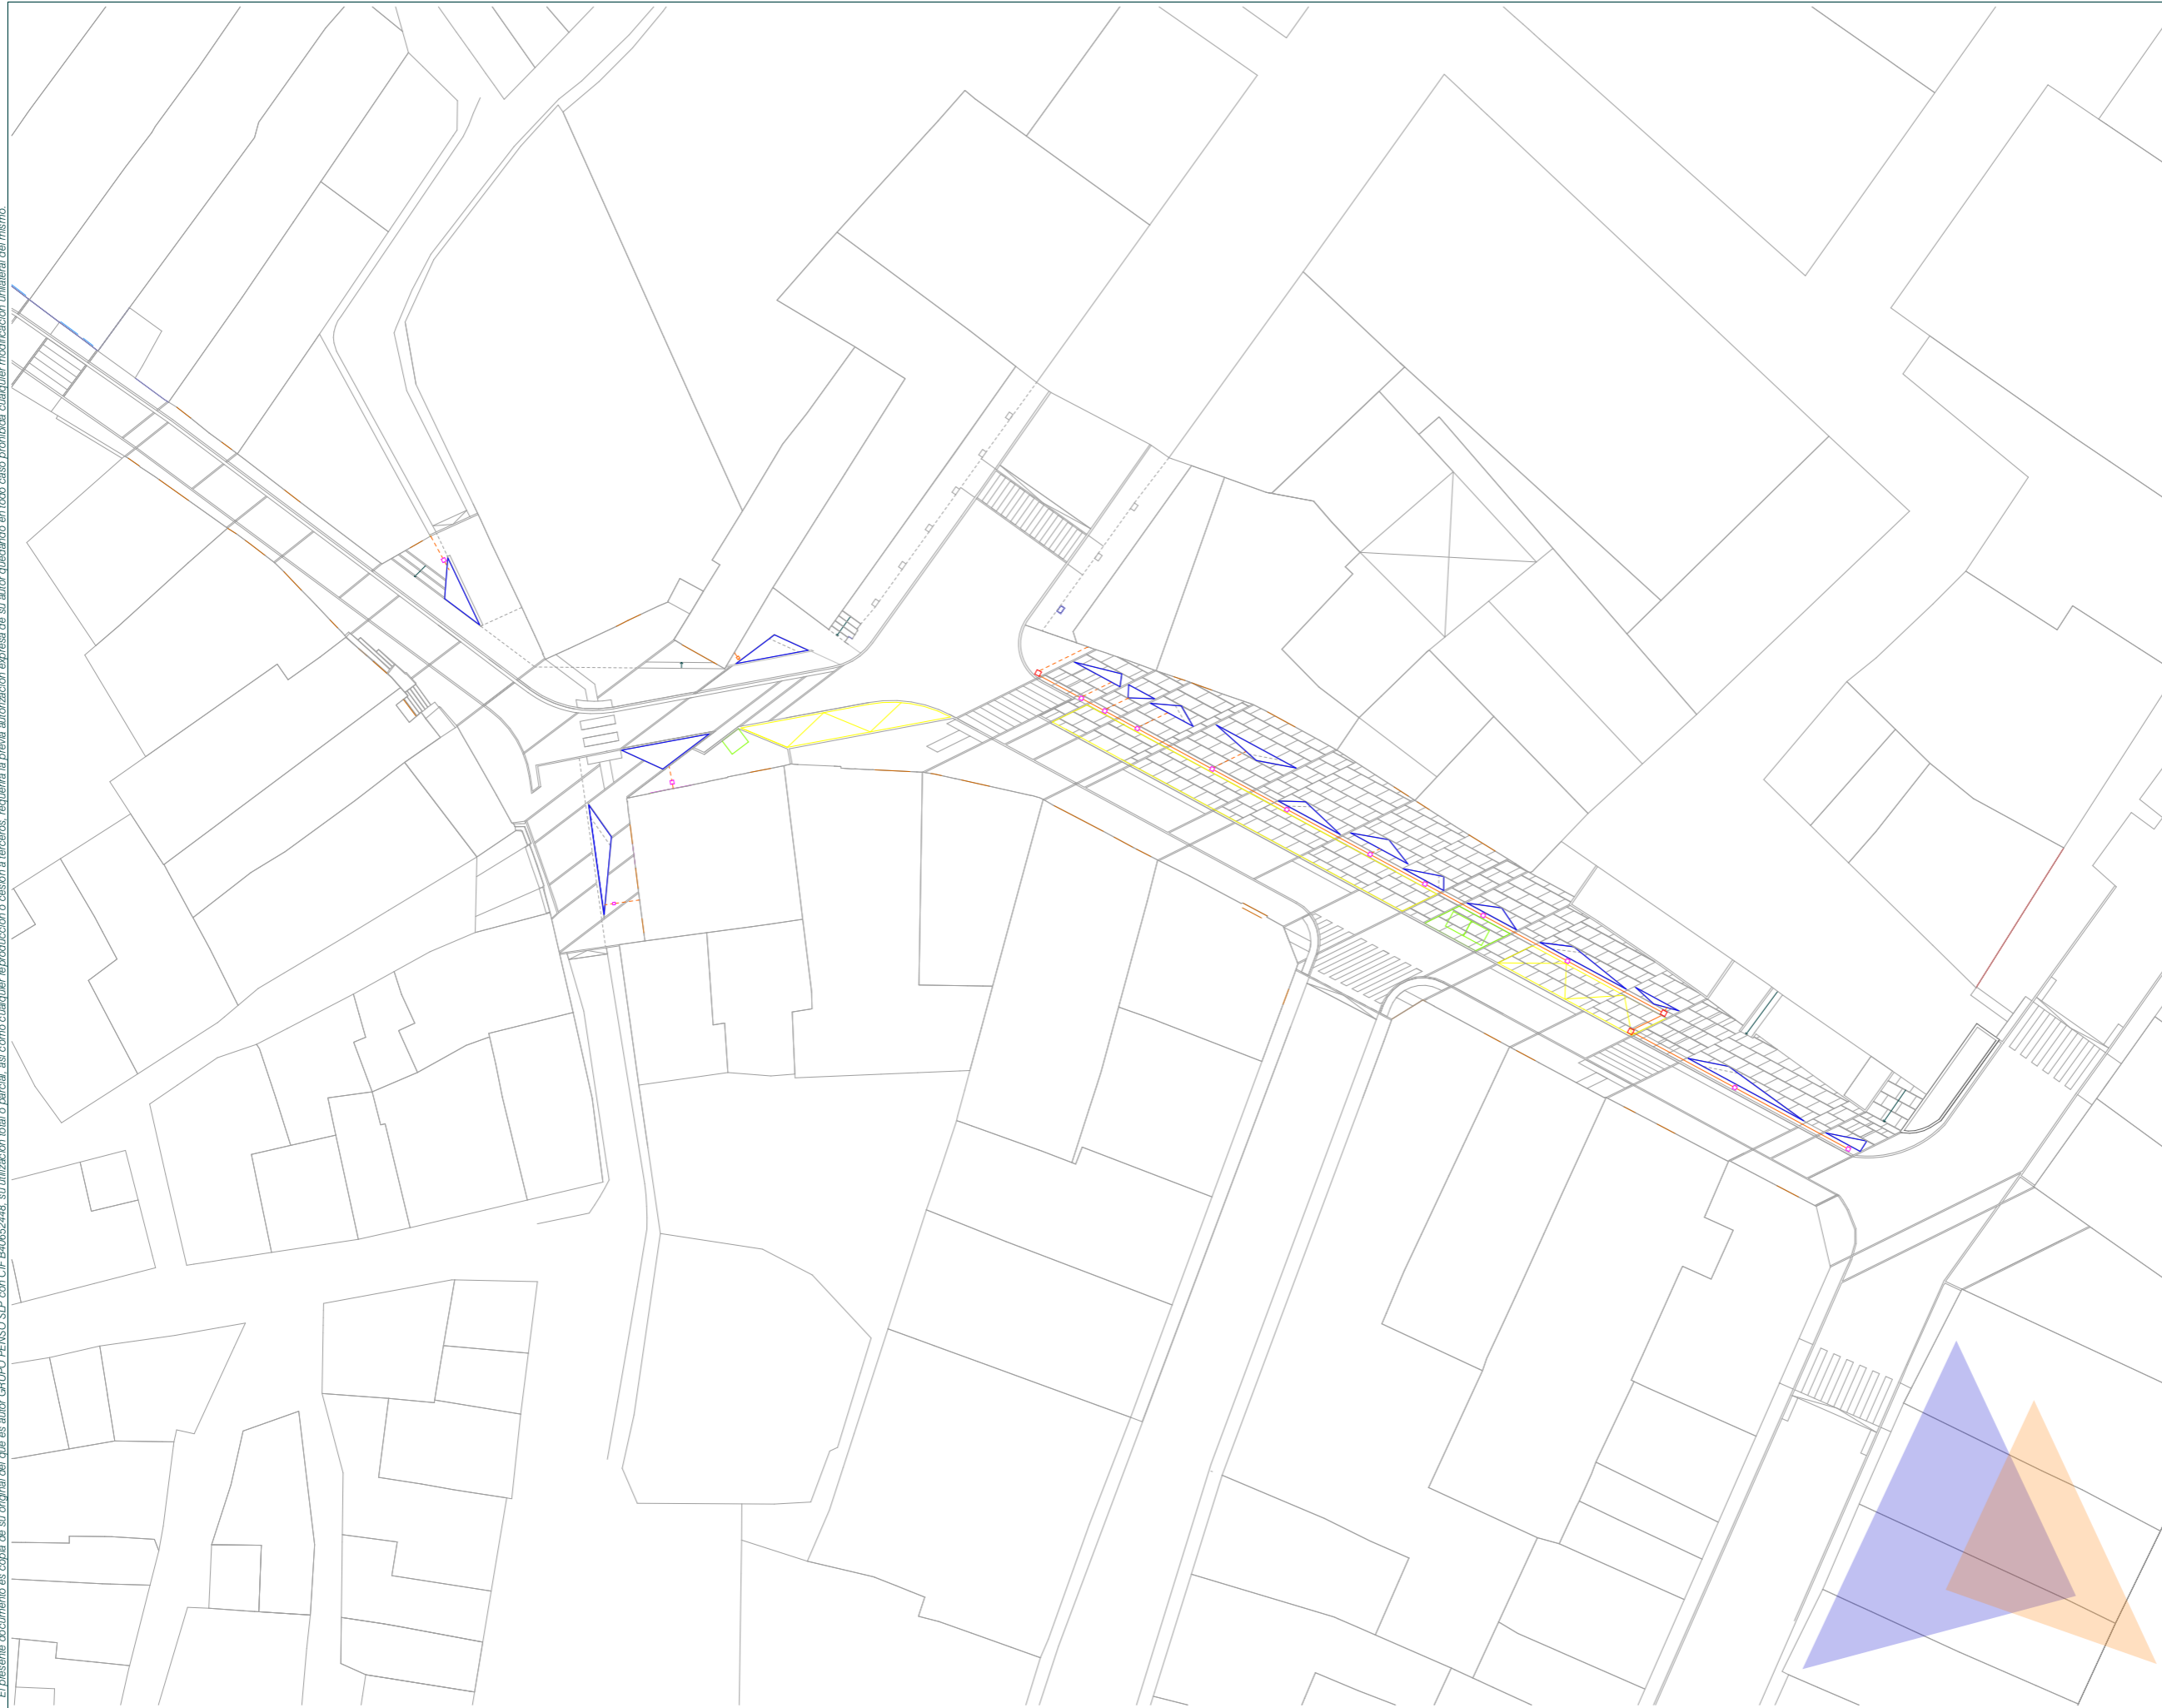 El presente documento es copia de su original del que es autor GRUPO PENSO SLP con CIF B40652448. su utilización total o parcial, así como cualquier reproducción o cesión a terceros, requerirá la previa autorización expresa de su autor quedando en todo caso prohibida cualquier modificación unilateral del mismo.